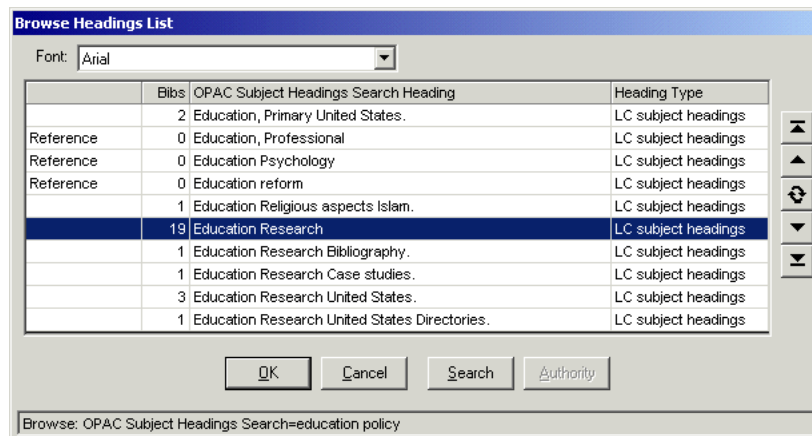 Browse Headings List
Font: Arial
Bibs OPAC Subject Headings Search Heading Heading Type
2 Education, Primary United States. LC subject headings
Reference 0 Education, Professional LC subject headings
Reference 0 Education Psychology LC subject headings
Reference 0 Education reform LC subject headings
1 Education Religious aspects Islam. LC subject headings
19 Education Research LC subject headings
1 Education Research Bibliography. LC subject headings
1 Education Research Case studies. LC subject headings
3 Education Research United States. LC subject headings
1 Education Research United States Directories. LC subject headings
OK Cancel Search Authority
Browse: OPAC Subject Headings Search=education policy